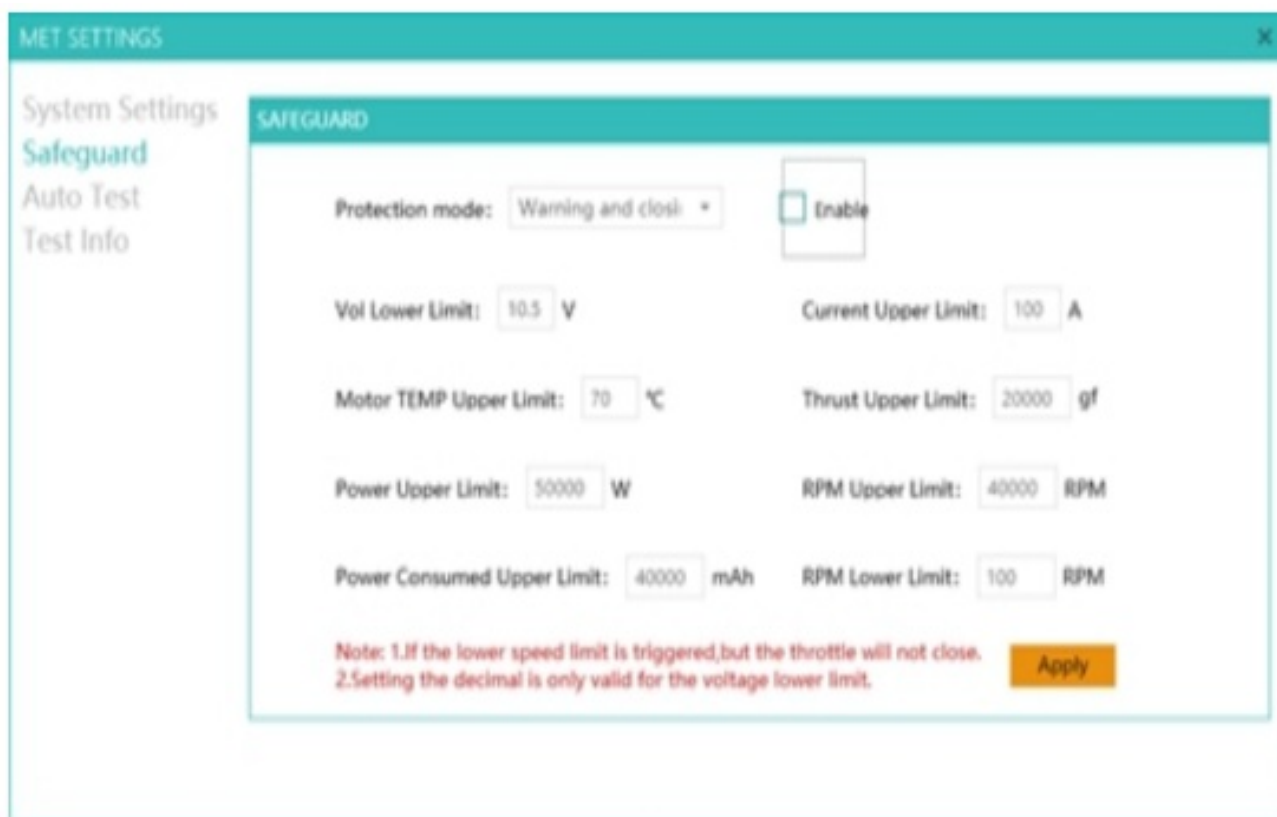 MET SETTINGS
×
System Settings
Safeguard
Auto Test
Test Info
SAFEGUARD
Protection mode: Warning and closi Enable
Vol Lower Limit: 10.5 V Current Upper Limit: 100 A
Motor TEMP Upper Limit: 70 ℃ Thrust Upper Limit: 20000 gf
Power Upper Limit: 50000 W RPM Upper Limit: 40000 RPM
Power Consumed Upper Limit: 40000 mAh RPM Lower Limit: 100 RPM
Note: 1.If the lower speed limit is triggered,but the throttle will not close.
2.Setting the decimal is only valid for the voltage lower limit.
Apply